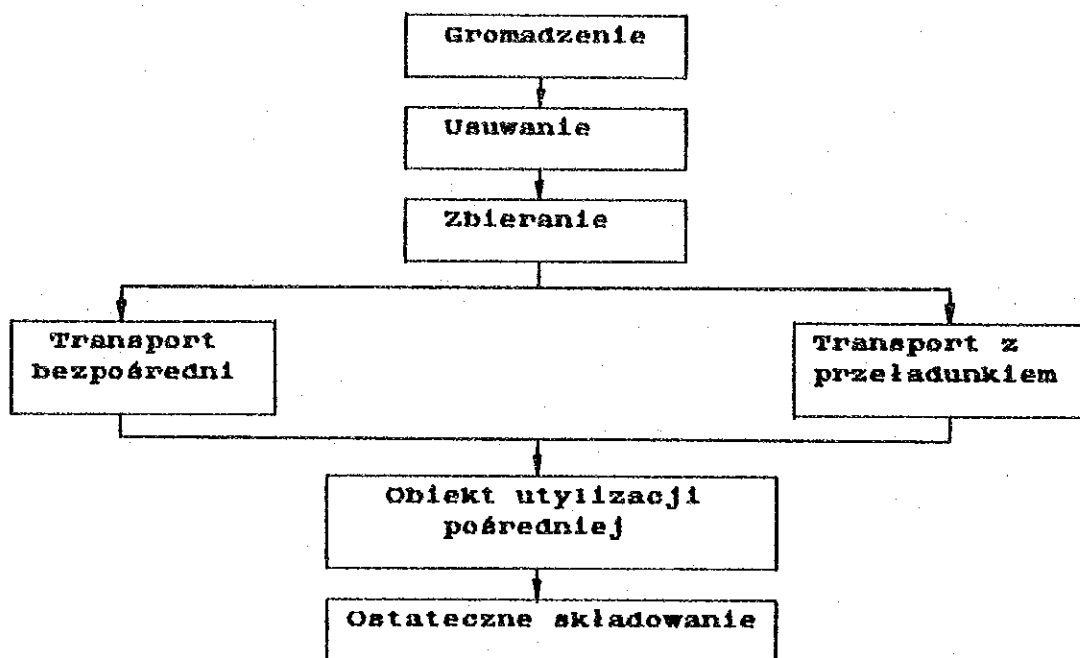 Gromadzenie
Usuwanie
Zbieranie
Transport
bezpośredni
Transport z
przeładunkiem
Obiekt utylizacji
pośredniej
Ostateczne składowanie